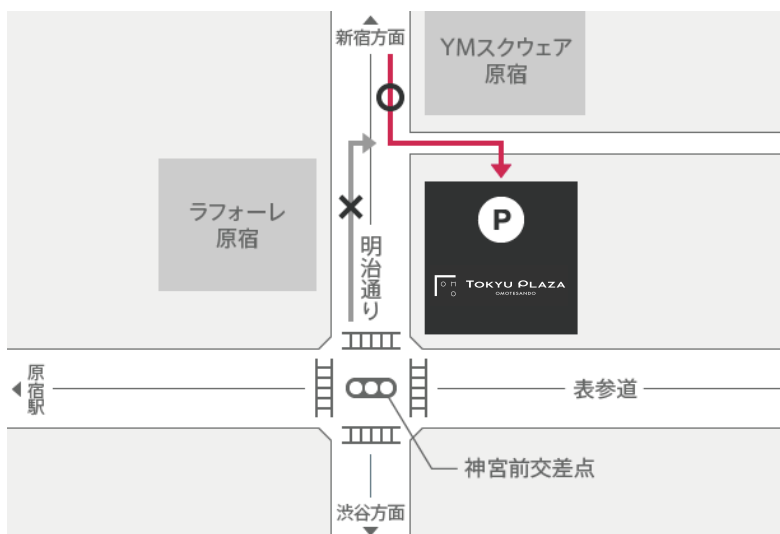 新宿方面
YMスクウェア
原宿
ラフォーレ
原宿
P
明治通り
OMO
TOKYU PLAZA
OMOTESANDO
原宿駅
表参道
神宮前交差点
渋谷方面